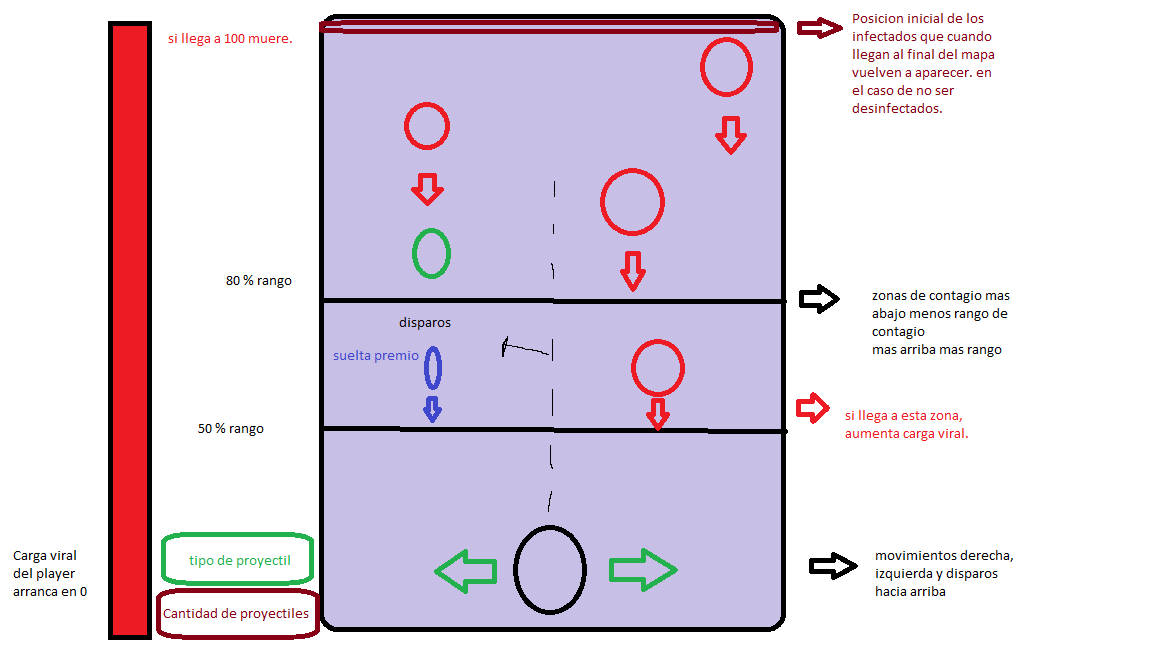 si llega a 100 muere.
Posicion inicial de los
infectados que cuando
llegan al final del mapa
vuelven a aparecer. en
el caso de no ser
desinfectados.
80 % rango
zonas de contagio mas
abajo menos rango de
contagio
mas arriba mas rango
disparos
suelta premio
50 % rango
si llega a esta zona,
aumenta carga viral.
Carga viral
del player
arranca en 0
tipo de proyectil
Cantidad de proyectiles
movimientos derecha,
izquierda y disparos
hacia arriba